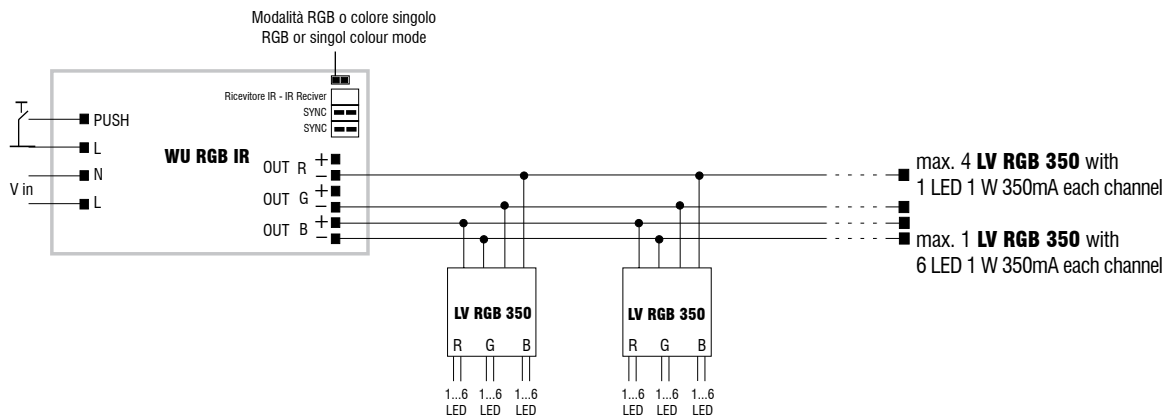 Modalità RGB o colore singolo
RGB or singol colour mode
Ricevitore IR - IR Reciver
SYNC
SYNC
PUSH
L
N
L
V in
WU RGB IR
OUT R + −
OUT G + −
OUT B + −
max. 4 LV RGB 350 with
1 LED 1 W 350mA each channel
max. 1 LV RGB 350 with
6 LED 1 W 350mA each channel
LV RGB 350
R G B
1...6 1...6 1...6
LED LED LED
LV RGB 350
R G B
1...6 1...6 1...6
LED LED LED